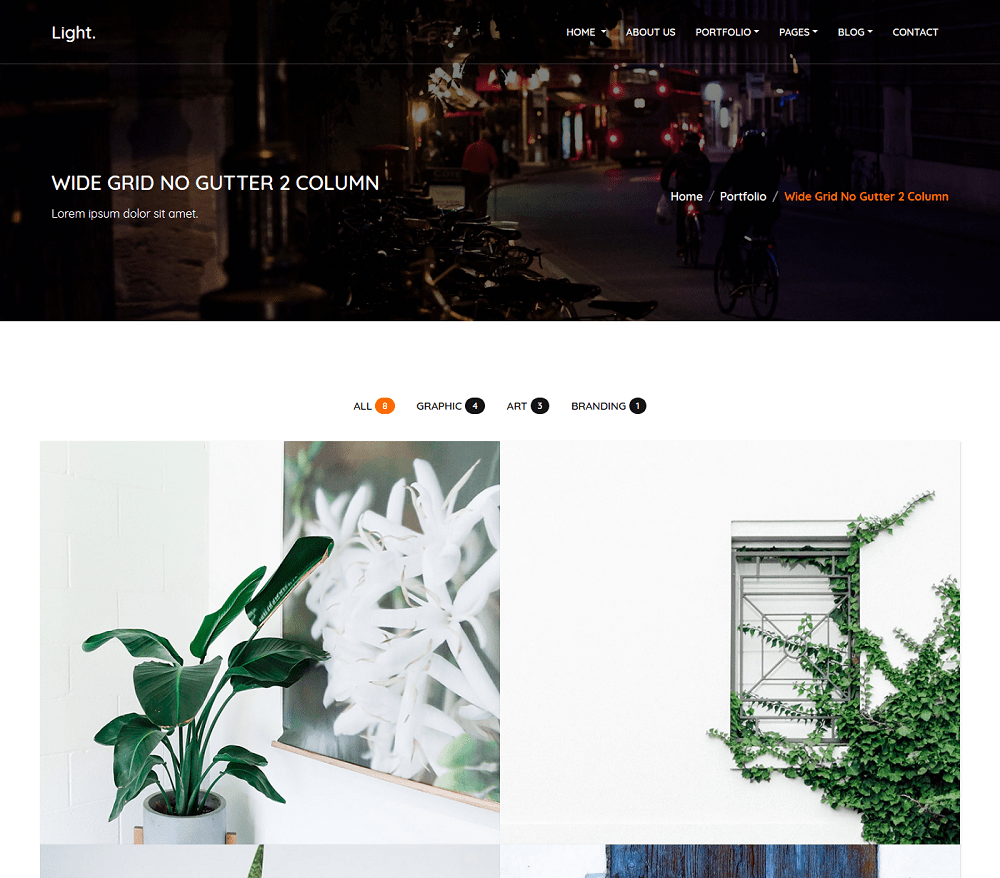 Light.
HOME ABOUT US PORTFOLIO PAGES BLOG CONTACT
WIDE GRID NO GUTTER 2 COLUMN
Lorem ipsum dolor sit amet.
Home / Portfolio / Wide Grid No Gutter 2 Column
ALL 8 GRAPHIC 4 ART 3 BRANDING 1